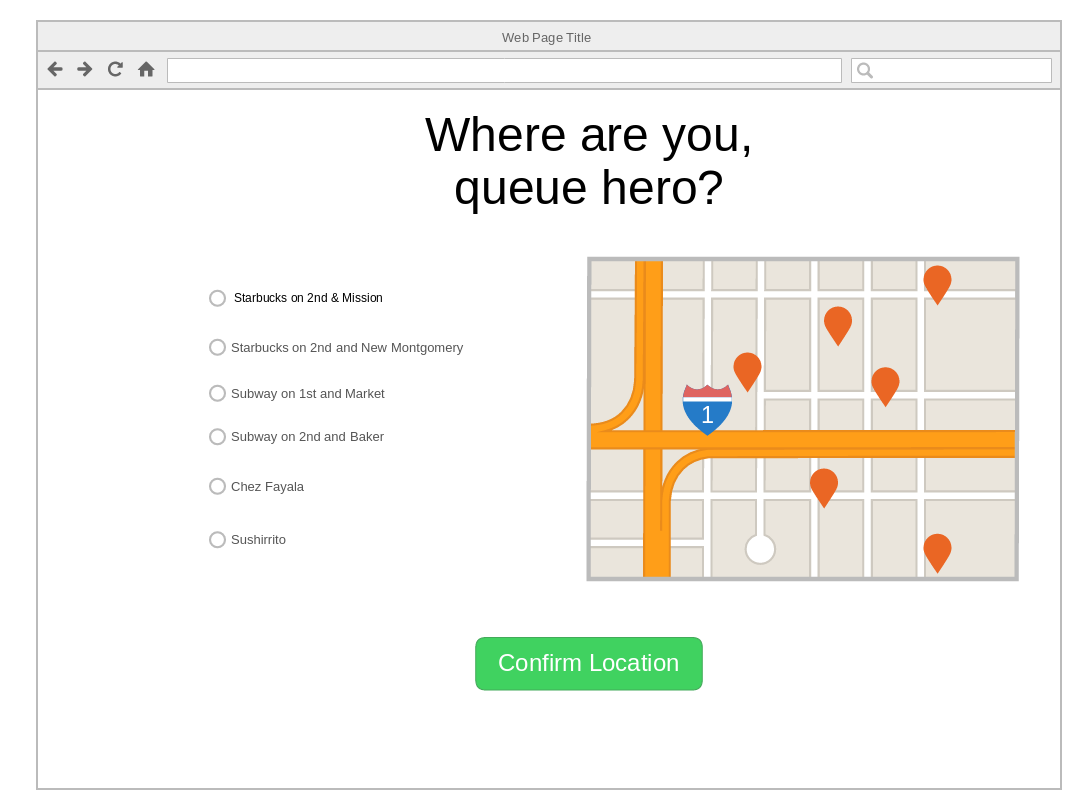 Web Page Title
Where are you,
queue hero?
Starbucks on 2nd & Mission
Starbucks on 2nd and New Montgomery
Subway on 1st and Market
Subway on 2nd and Baker
Chez Fayala
Sushirrito
1
Confirm Location